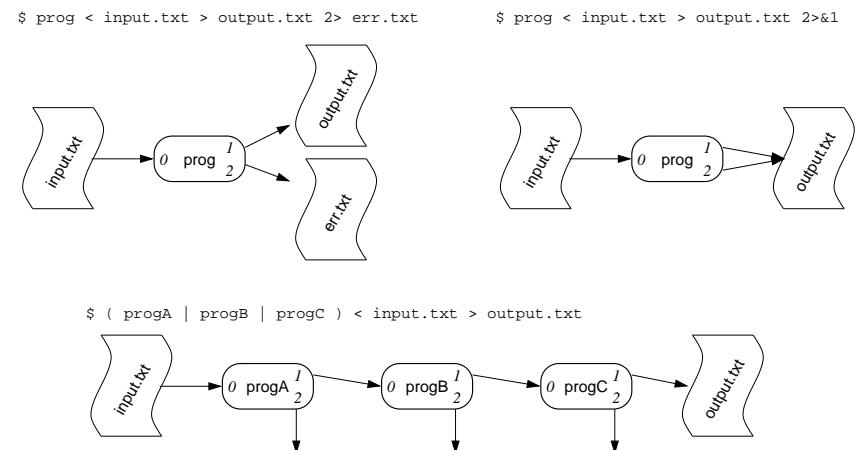 $ prog < input.txt > output.txt 2> err.txt
$ prog < input.txt > output.txt 2>&1
input.txt
0 prog 1
2
output.txt
err.txt
input.txt
0 prog 1
2
output.txt
$ ( progA | progB | progC ) < input.txt > output.txt
input.txt
0 progA 1
2
0 progB 1
2
0 progC 1
2
output.txt